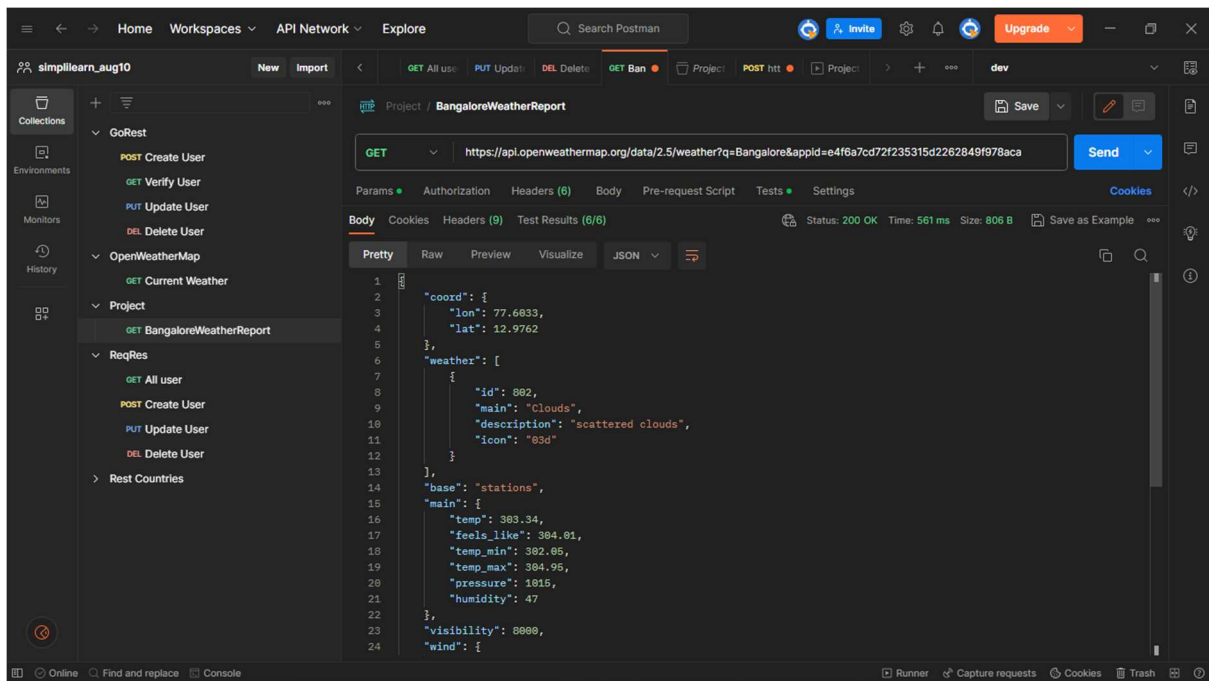 Home Workspaces API Network Explore Search Postman Invite Upgrade
simplilearn_aug10 New Import GET All use PUT Updat DEL Delete GET Ban Project POST htt Project dev
Collections
Environments
Monitors
History
GoRest
POST Create User
GET Verify User
PUT Update User
DEL Delete User
OpenWeatherMap
GET Current Weather
Project
GET BangaloreWeatherReport
ReqRes
GET All user
POST Create User
PUT Update User
DEL Delete User
Rest Countries
HTTP Project / BangaloreWeatherReport Save
GET https://api.openweathermap.org/data/2.5/weather?q=Bangalore&appid=e4f6a7cd72f235315d2262849f978aca Send
Params Authorization Headers (6) Body Pre-request Script Tests Settings Cookies
Body Cookies Headers (9) Test Results (6/6) Status: 200 OK Time: 561 ms Size: 806 B Save as Example
Pretty Raw Preview Visualize JSON
1 {
2 "coord": {
3 "lon": 77.6033,
4 "lat": 12.9762
5 },
6 "weather": [
7 {
8 "id": 802,
9 "main": "Clouds",
10 "description": "scattered clouds",
11 "icon": "03d"
12 }
13 ],
14 "base": "stations",
15 "main": {
16 "temp": 303.34,
17 "feels_like": 304.01,
18 "temp_min": 302.05,
19 "temp_max": 304.95,
20 "pressure": 1015,
21 "humidity": 47
22 },
23 "visibility": 8000,
24 "wind": {
Online Find and replace Console Runner Capture requests Cookies Trash